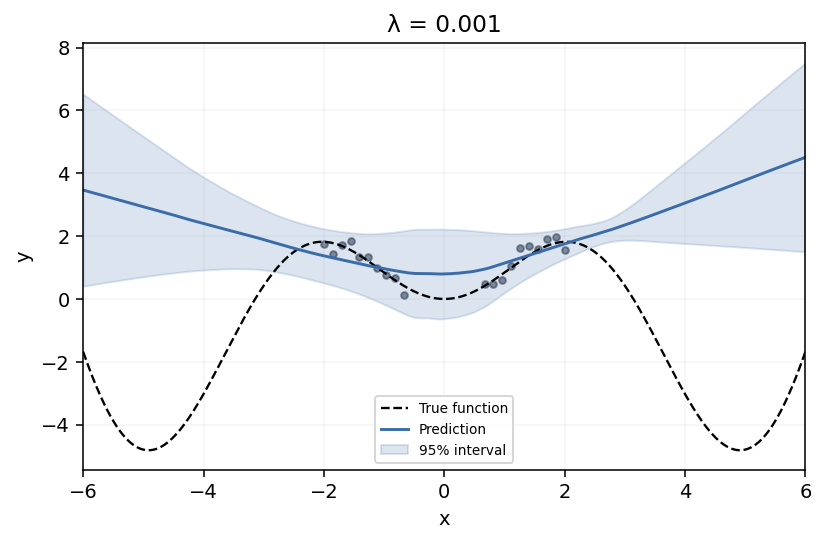 λ = 0.001
8
6
4
2
0
−2
−4
y
−6 −4 −2 0 2 4 6
x
True function
Prediction
95% interval